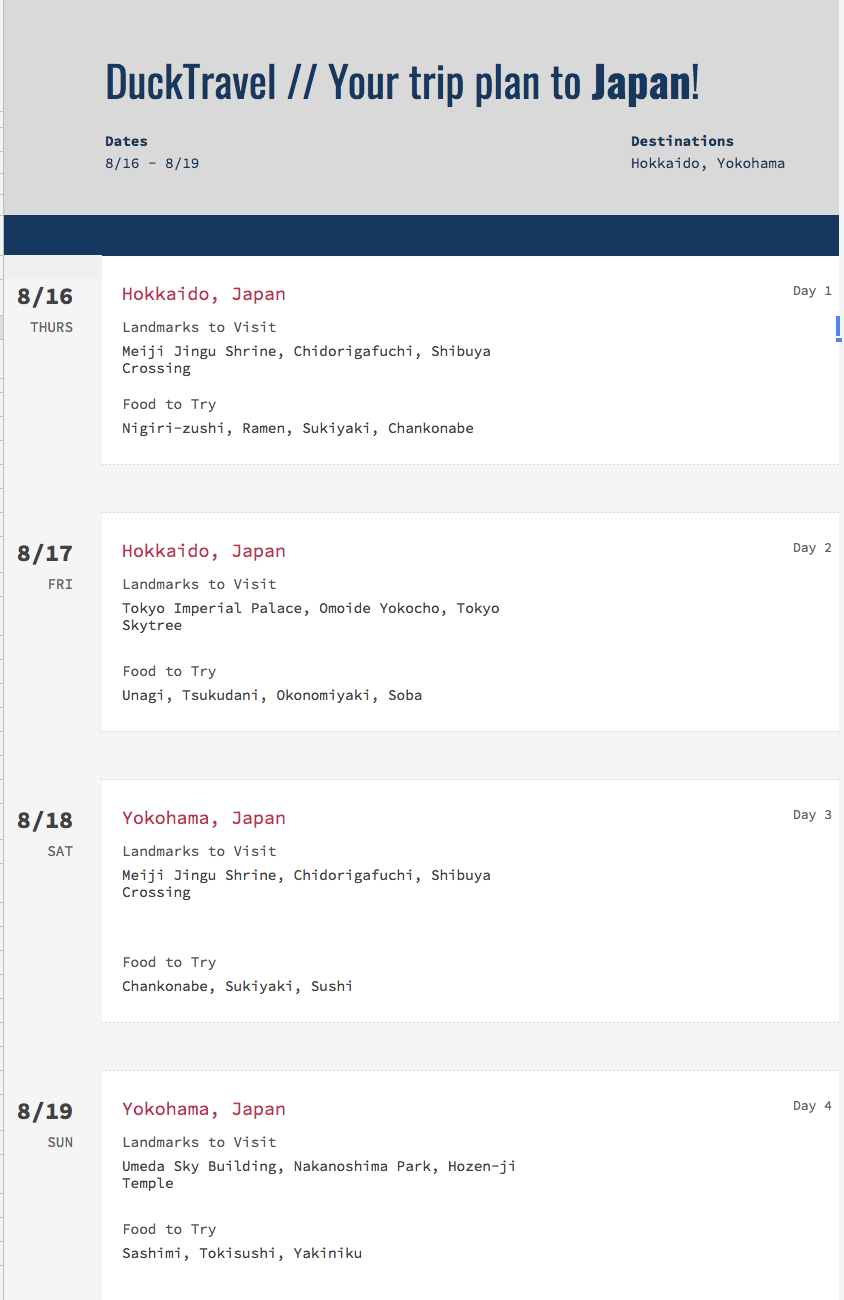 DuckTravel // Your trip plan to Japan!
Dates
Destinations
8/16 - 8/19
Hokkaido, Yokohama
8/16
THURS
Hokkaido, Japan
Day 1
Landmarks to Visit
Meiji Jingu Shrine, Chidorigafuchi, Shibuya
Crossing
Food to Try
Nigiri-zushi, Ramen, Sukiyaki, Chankonabe
8/17
FRI
Hokkaido, Japan
Day 2
Landmarks to Visit
Tokyo Imperial Palace, Omoide Yokocho, Tokyo
Skytree
Food to Try
Unagi, Tsukudani, Okonomiyaki, Soba
8/18
SAT
Yokohama, Japan
Day 3
Landmarks to Visit
Meiji Jingu Shrine, Chidorigafuchi, Shibuya
Crossing
Food to Try
Chankonabe, Sukiyaki, Sushi
8/19
SUN
Yokohama, Japan
Day 4
Landmarks to Visit
Umeda Sky Building, Nakanoshima Park, Hozen-ji
Temple
Food to Try
Sashimi, Tokisushi, Yakiniku